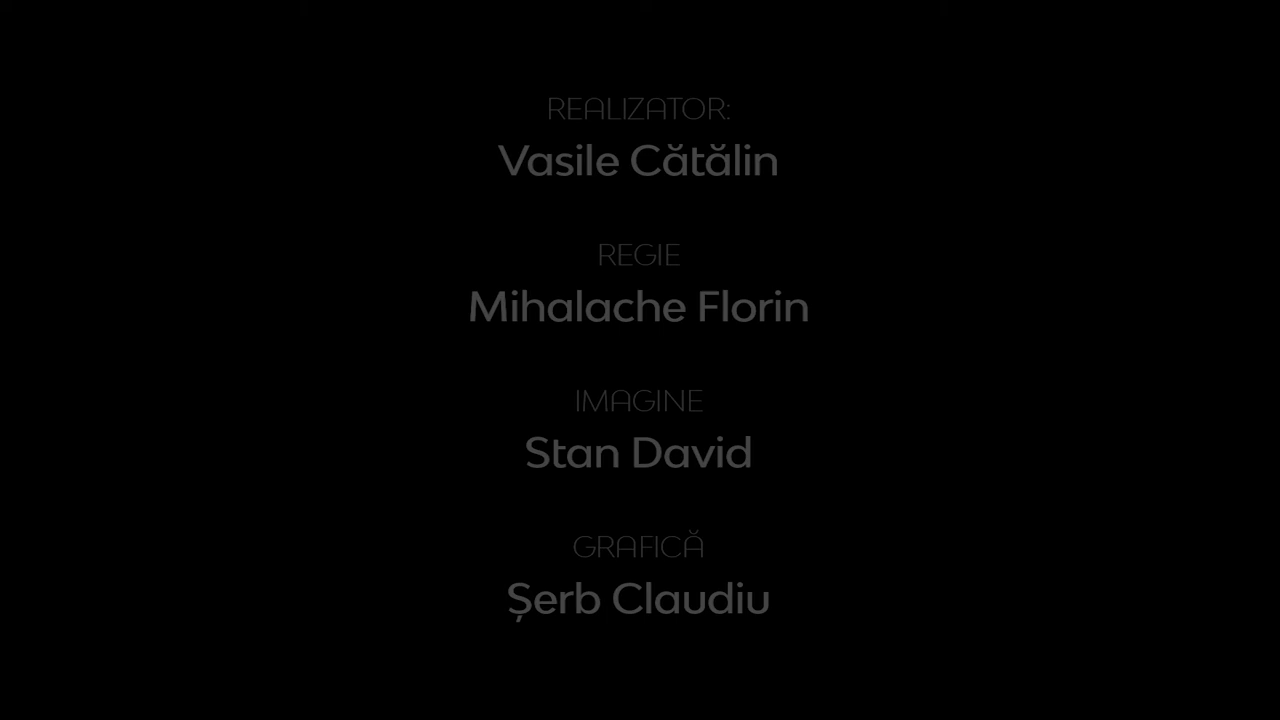 REALIZATOR:
Vasile Cătălin
REGIE
Mihalache Florin
IMAGINE
Stan David
GRAFICĂ
Șerb Claudiu